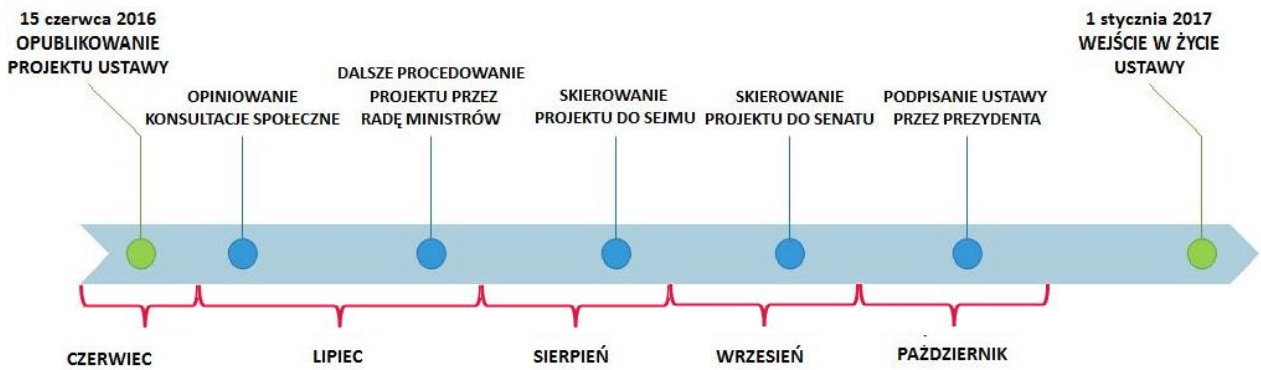 15 czerwca 2016
OPUBLIKOWANIE
PROJEKTU USTAWY
OPINIOWANIE
KONSULTACJE SPOŁECZNE
DALSZE PROCEDOWANIE
PROJEKTU PRZEZ
RADĘ MINISTRÓW
SKIEROWANIE
PROJEKTU DO SEJMU
SKIEROWANIE
PROJEKTU DO SENATU
PODPISANIE USTAWY
PRZEZ PREZYDENTA
1 stycznia 2017
WEJŚCIE W ŻYCIE
USTAWY
CZERWIEC
LIPIEC
SIERPIEŃ
WRZESIEŃ
PAŹDZIERNIK